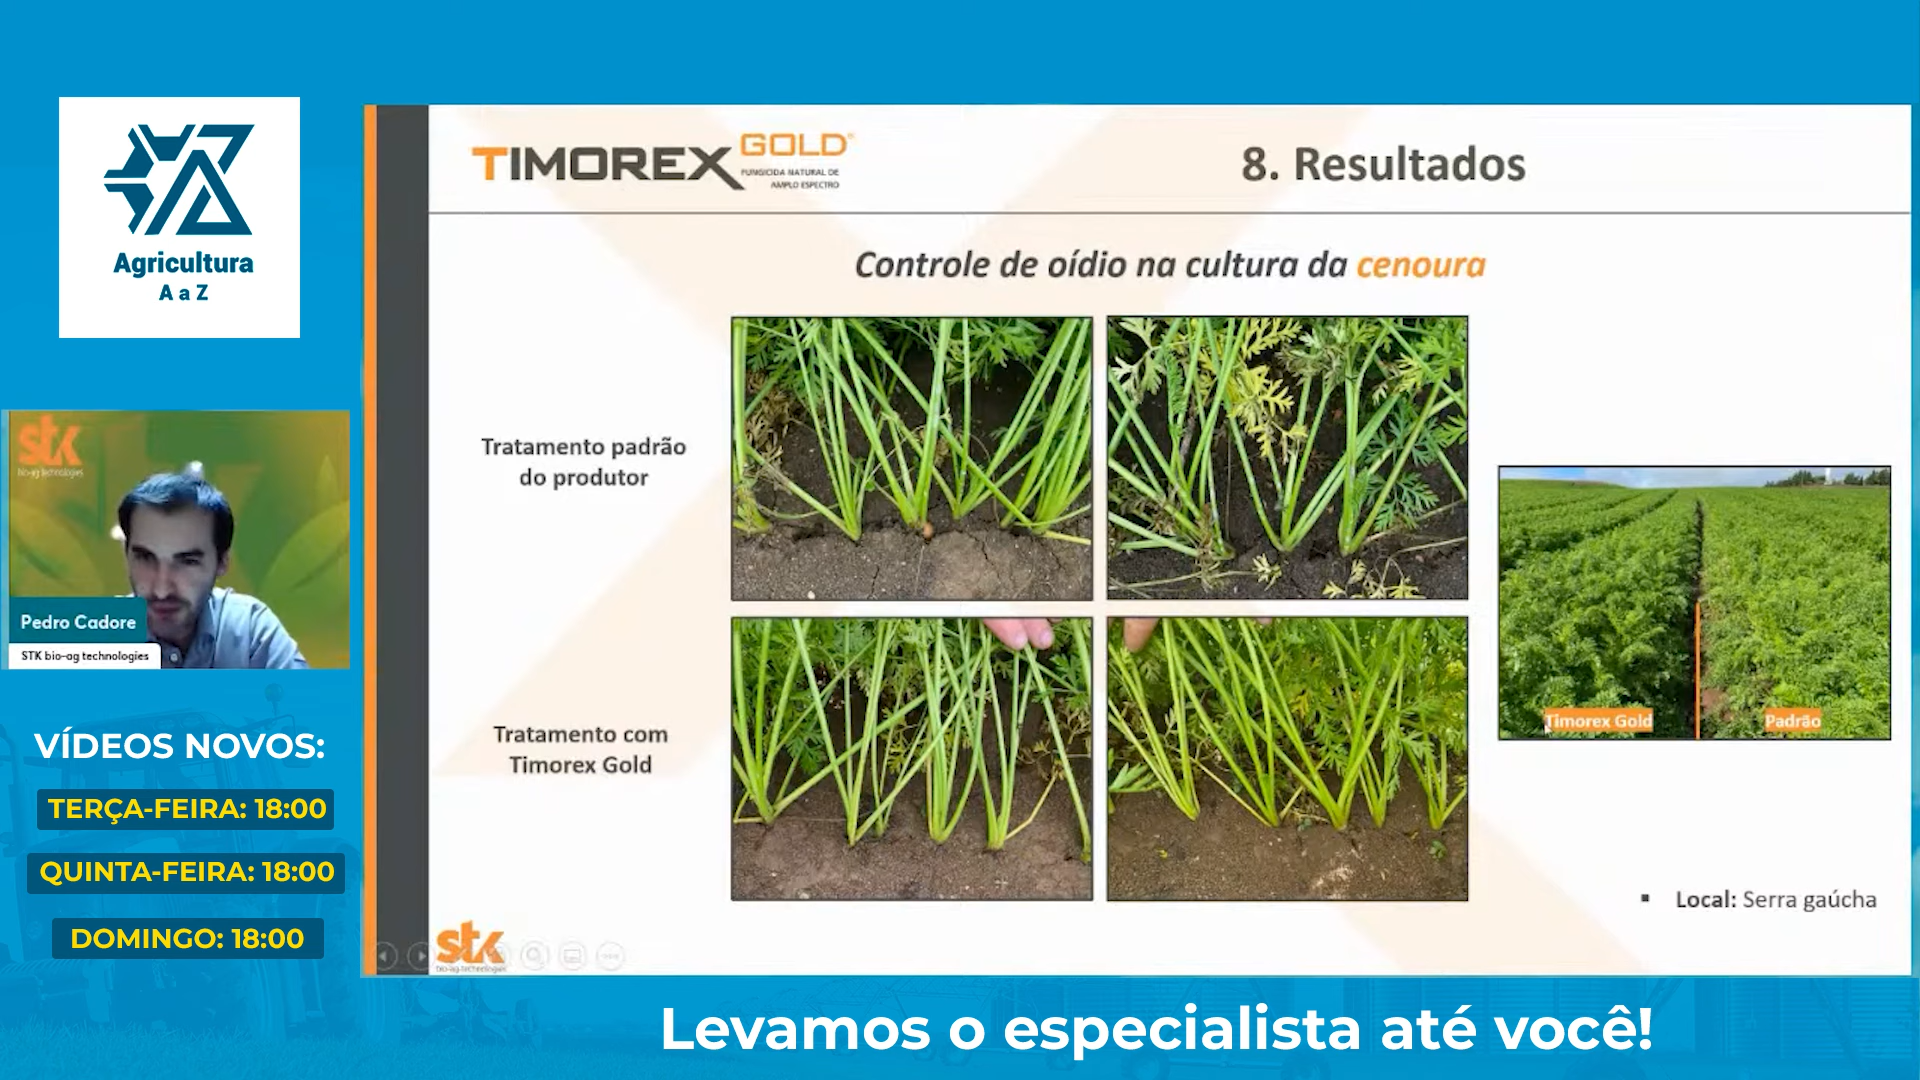 Agricultura
A a Z
stk
bio-ag technologies
Pedro Cadore
STK bio-ag technologies
VÍDEOS NOVOS:
TERÇA-FEIRA: 18:00
QUINTA-FEIRA: 18:00
DOMINGO: 18:00
TIMOREX GOLD®
FUNGICIDA NATURAL DE
AMPLO ESPECTRO
8. Resultados
Controle de oídio na cultura da cenoura
Tratamento padrão
do produtor
Tratamento com
Timorex Gold
Timorex Gold
Padrão
▪ Local: Serra gaúcha
stk
bio-ag technologies
Levamos o especialista até você!